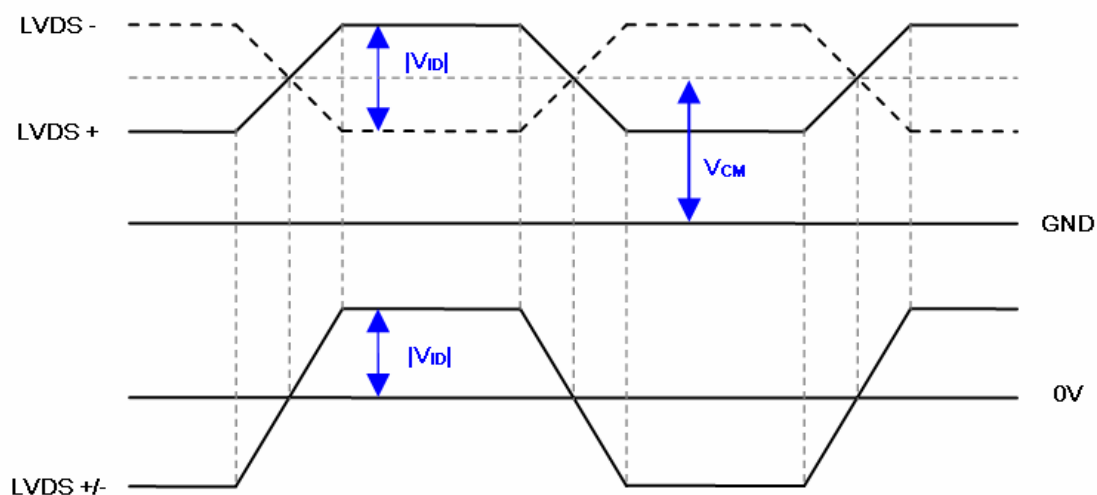 LVDS -
|VID|
LVDS +
VCM
GND
|VID|
0V
LVDS +/-